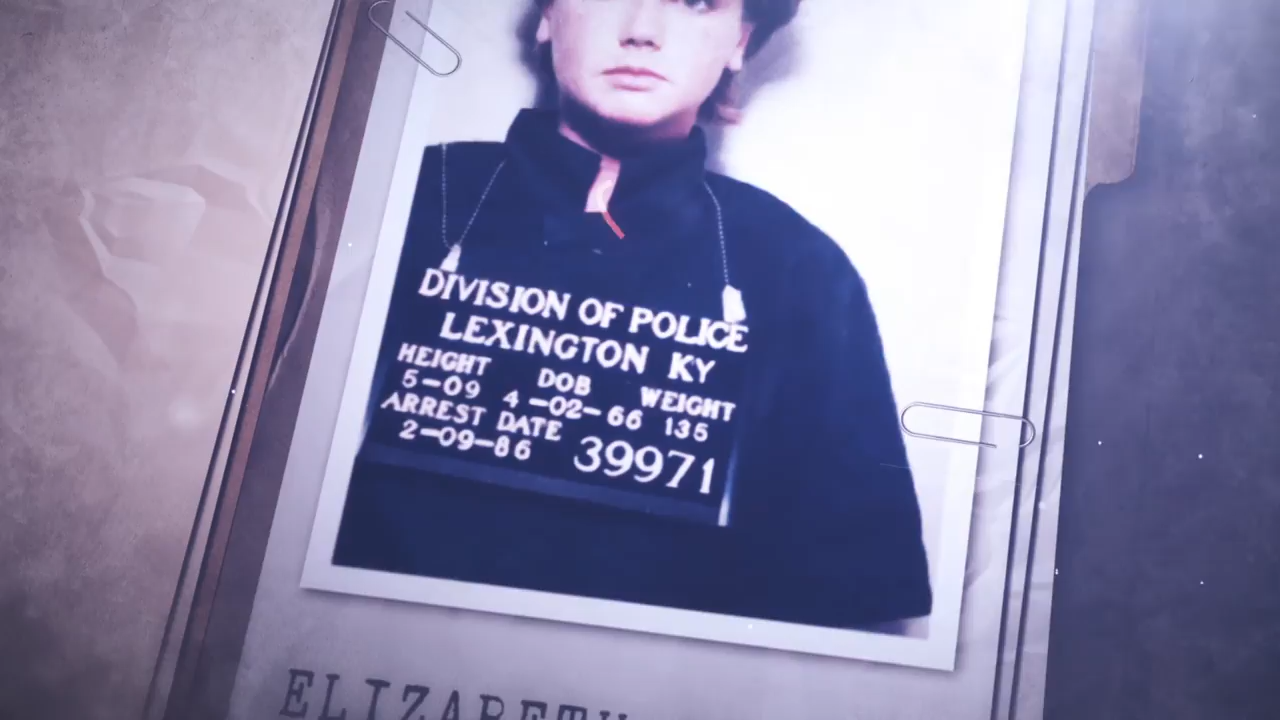 DIVISION OF POLICE
LEXINGTON KY
HEIGHT DOB WEIGHT
5-09 4-02-66 135
ARREST DATE
2-09-86 39971
ELIZABETH